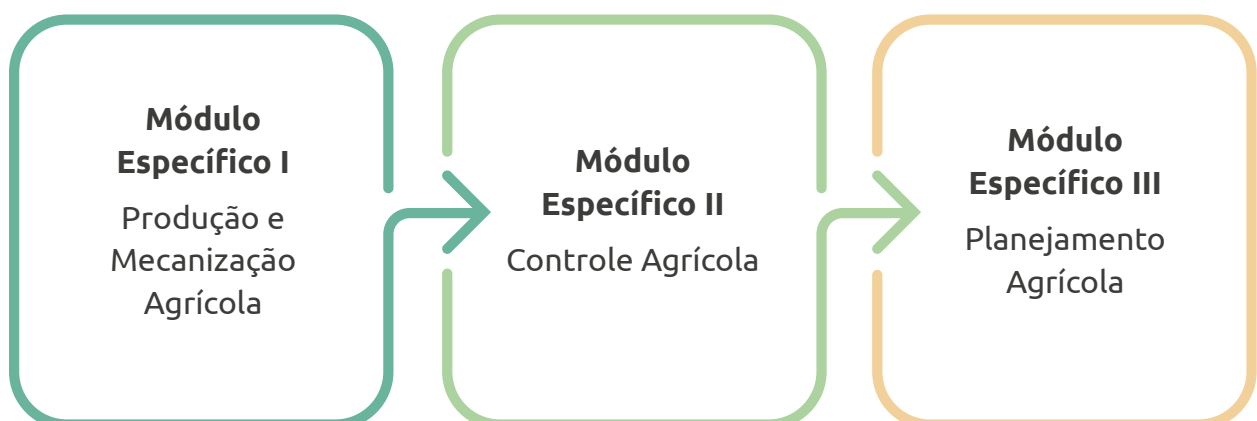 Módulo
Específico I
Produção e
Mecanização
Agrícola
Módulo
Específico II
Controle Agrícola
Módulo
Específico III
Planejamento
Agrícola